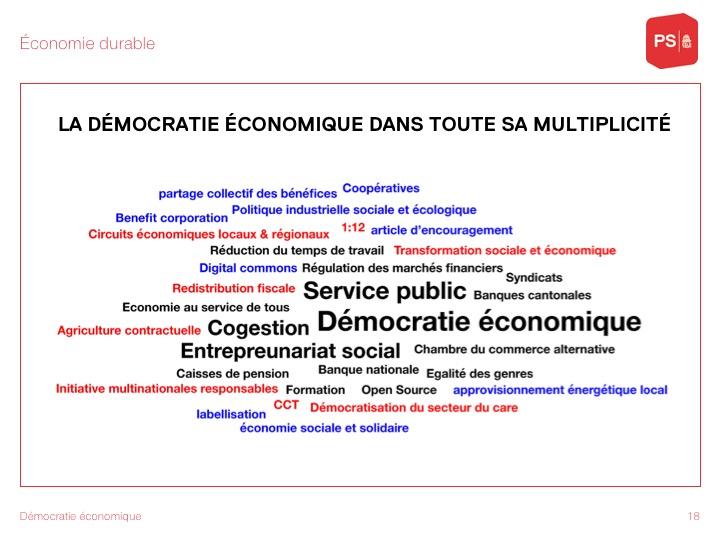 Économie durable
PS
LA DÉMOCRATIE ÉCONOMIQUE DANS TOUTE SA MULTIPLICITÉ
partage collectif des bénéfices Coopératives
Benefit corporation Politique industrielle sociale et écologique
Circuits économiques locaux & régionaux 1:12 article d'encouragement
Réduction du temps de travail Transformation sociale et économique
Digital commons Régulation des marchés financiers Syndicats
Redistribution fiscale Service public Banques cantonales
Economie au service de tous
Agriculture contractuelle Cogestion Démocratie économique
Entrepreunariat social Chambre du commerce alternative
Caisses de pension Banque nationale Egalité des genres
Initiative multinationales responsables Formation Open Source approvisionnement énergétique local
labellisation CCT Démocratisation du secteur du care
économie sociale et solidaire
Démocratie économique 18